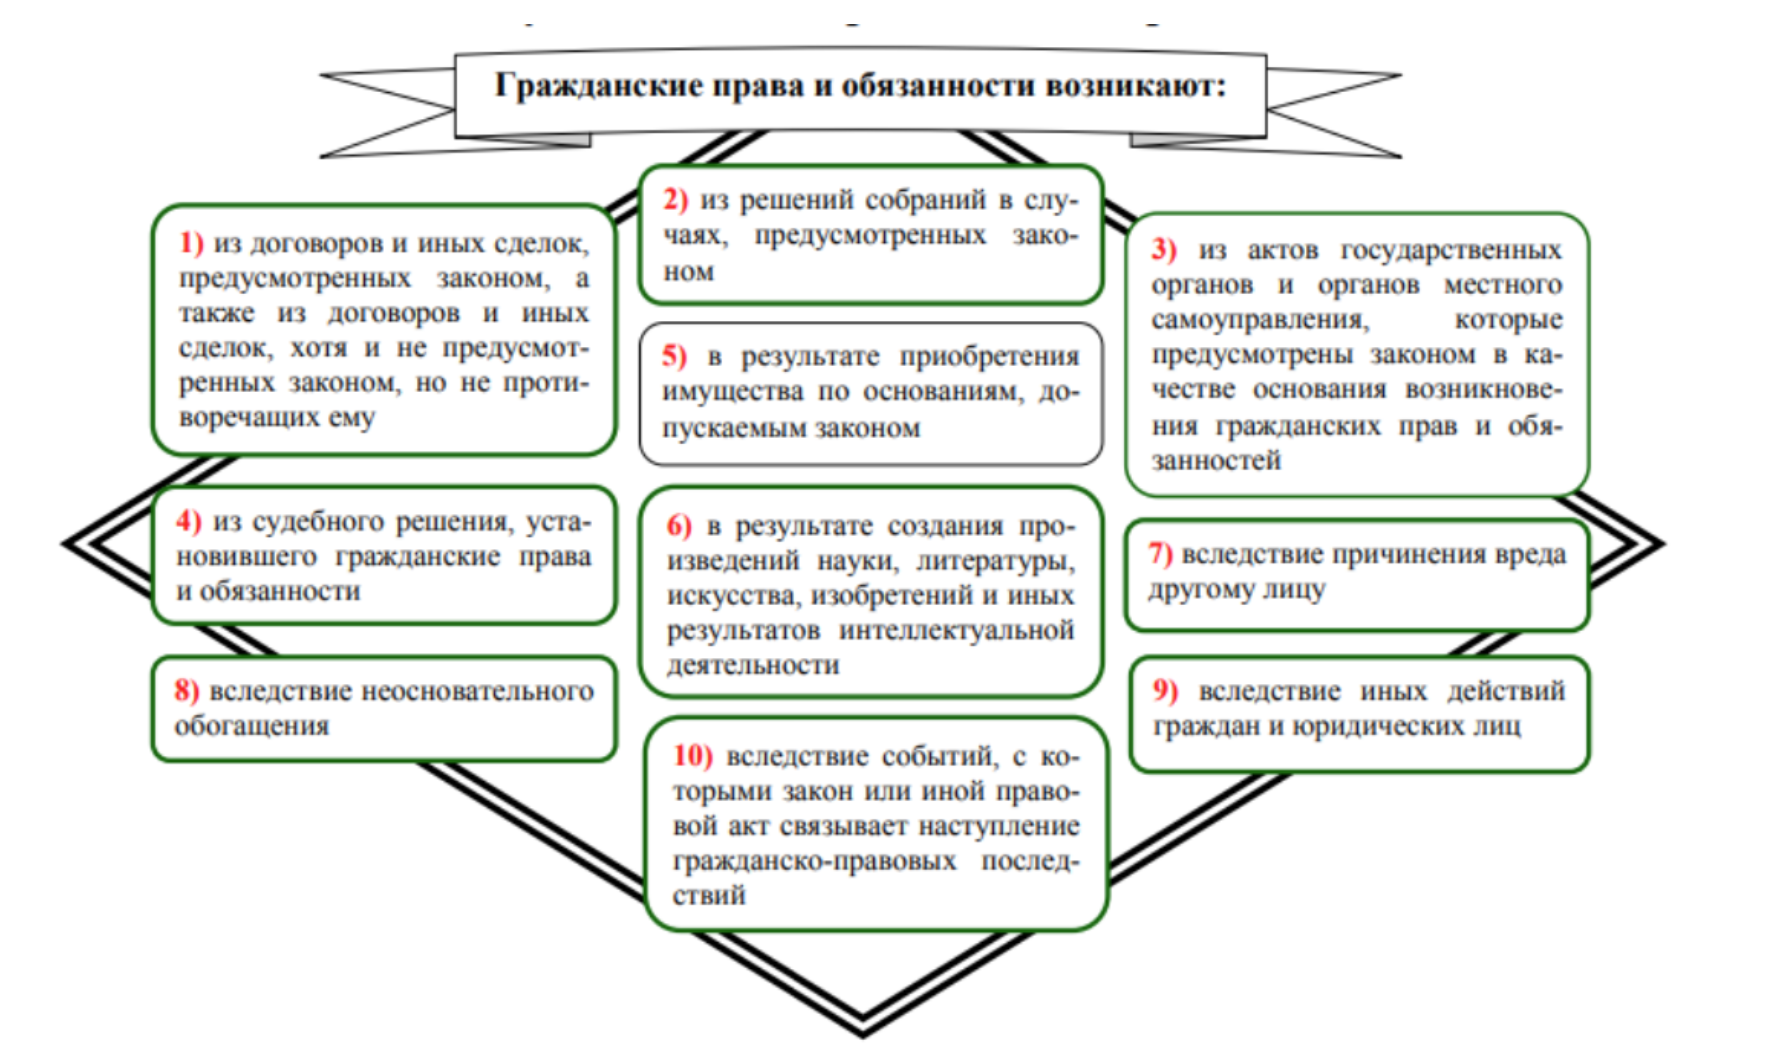 Гражданские права и обязанности возникают:
1) из договоров и иных сделок,
предусмотренных законом, а
также из договоров и иных
сделок, хотя и не предусмот-
ренных законом, но не проти-
воречащих ему
2) из решений собраний в слу-
чаях, предусмотренных зако-
ном
3) из актов государственных
органов и органов местного
самоуправления, которые
предусмотрены законом в ка-
честве основания возникнове-
ния гражданских прав и обя-
занностей
4) из судебного решения, уста-
новившего гражданские права
и обязанности
5) в результате приобретения
имущества по основаниям, до-
пускаемым законом
6) в результате создания про-
изведений науки, литературы,
искусства, изобретений и иных
результатов интеллектуальной
деятельности
7) вследствие причинения вреда
другому лицу
8) вследствие неосновательного
обогащения
9) вследствие иных действий
граждан и юридических лиц
10) вследствие событий, с ко-
торыми закон или иной право-
вой акт связывает наступление
гражданско-правовых послед-
ствий